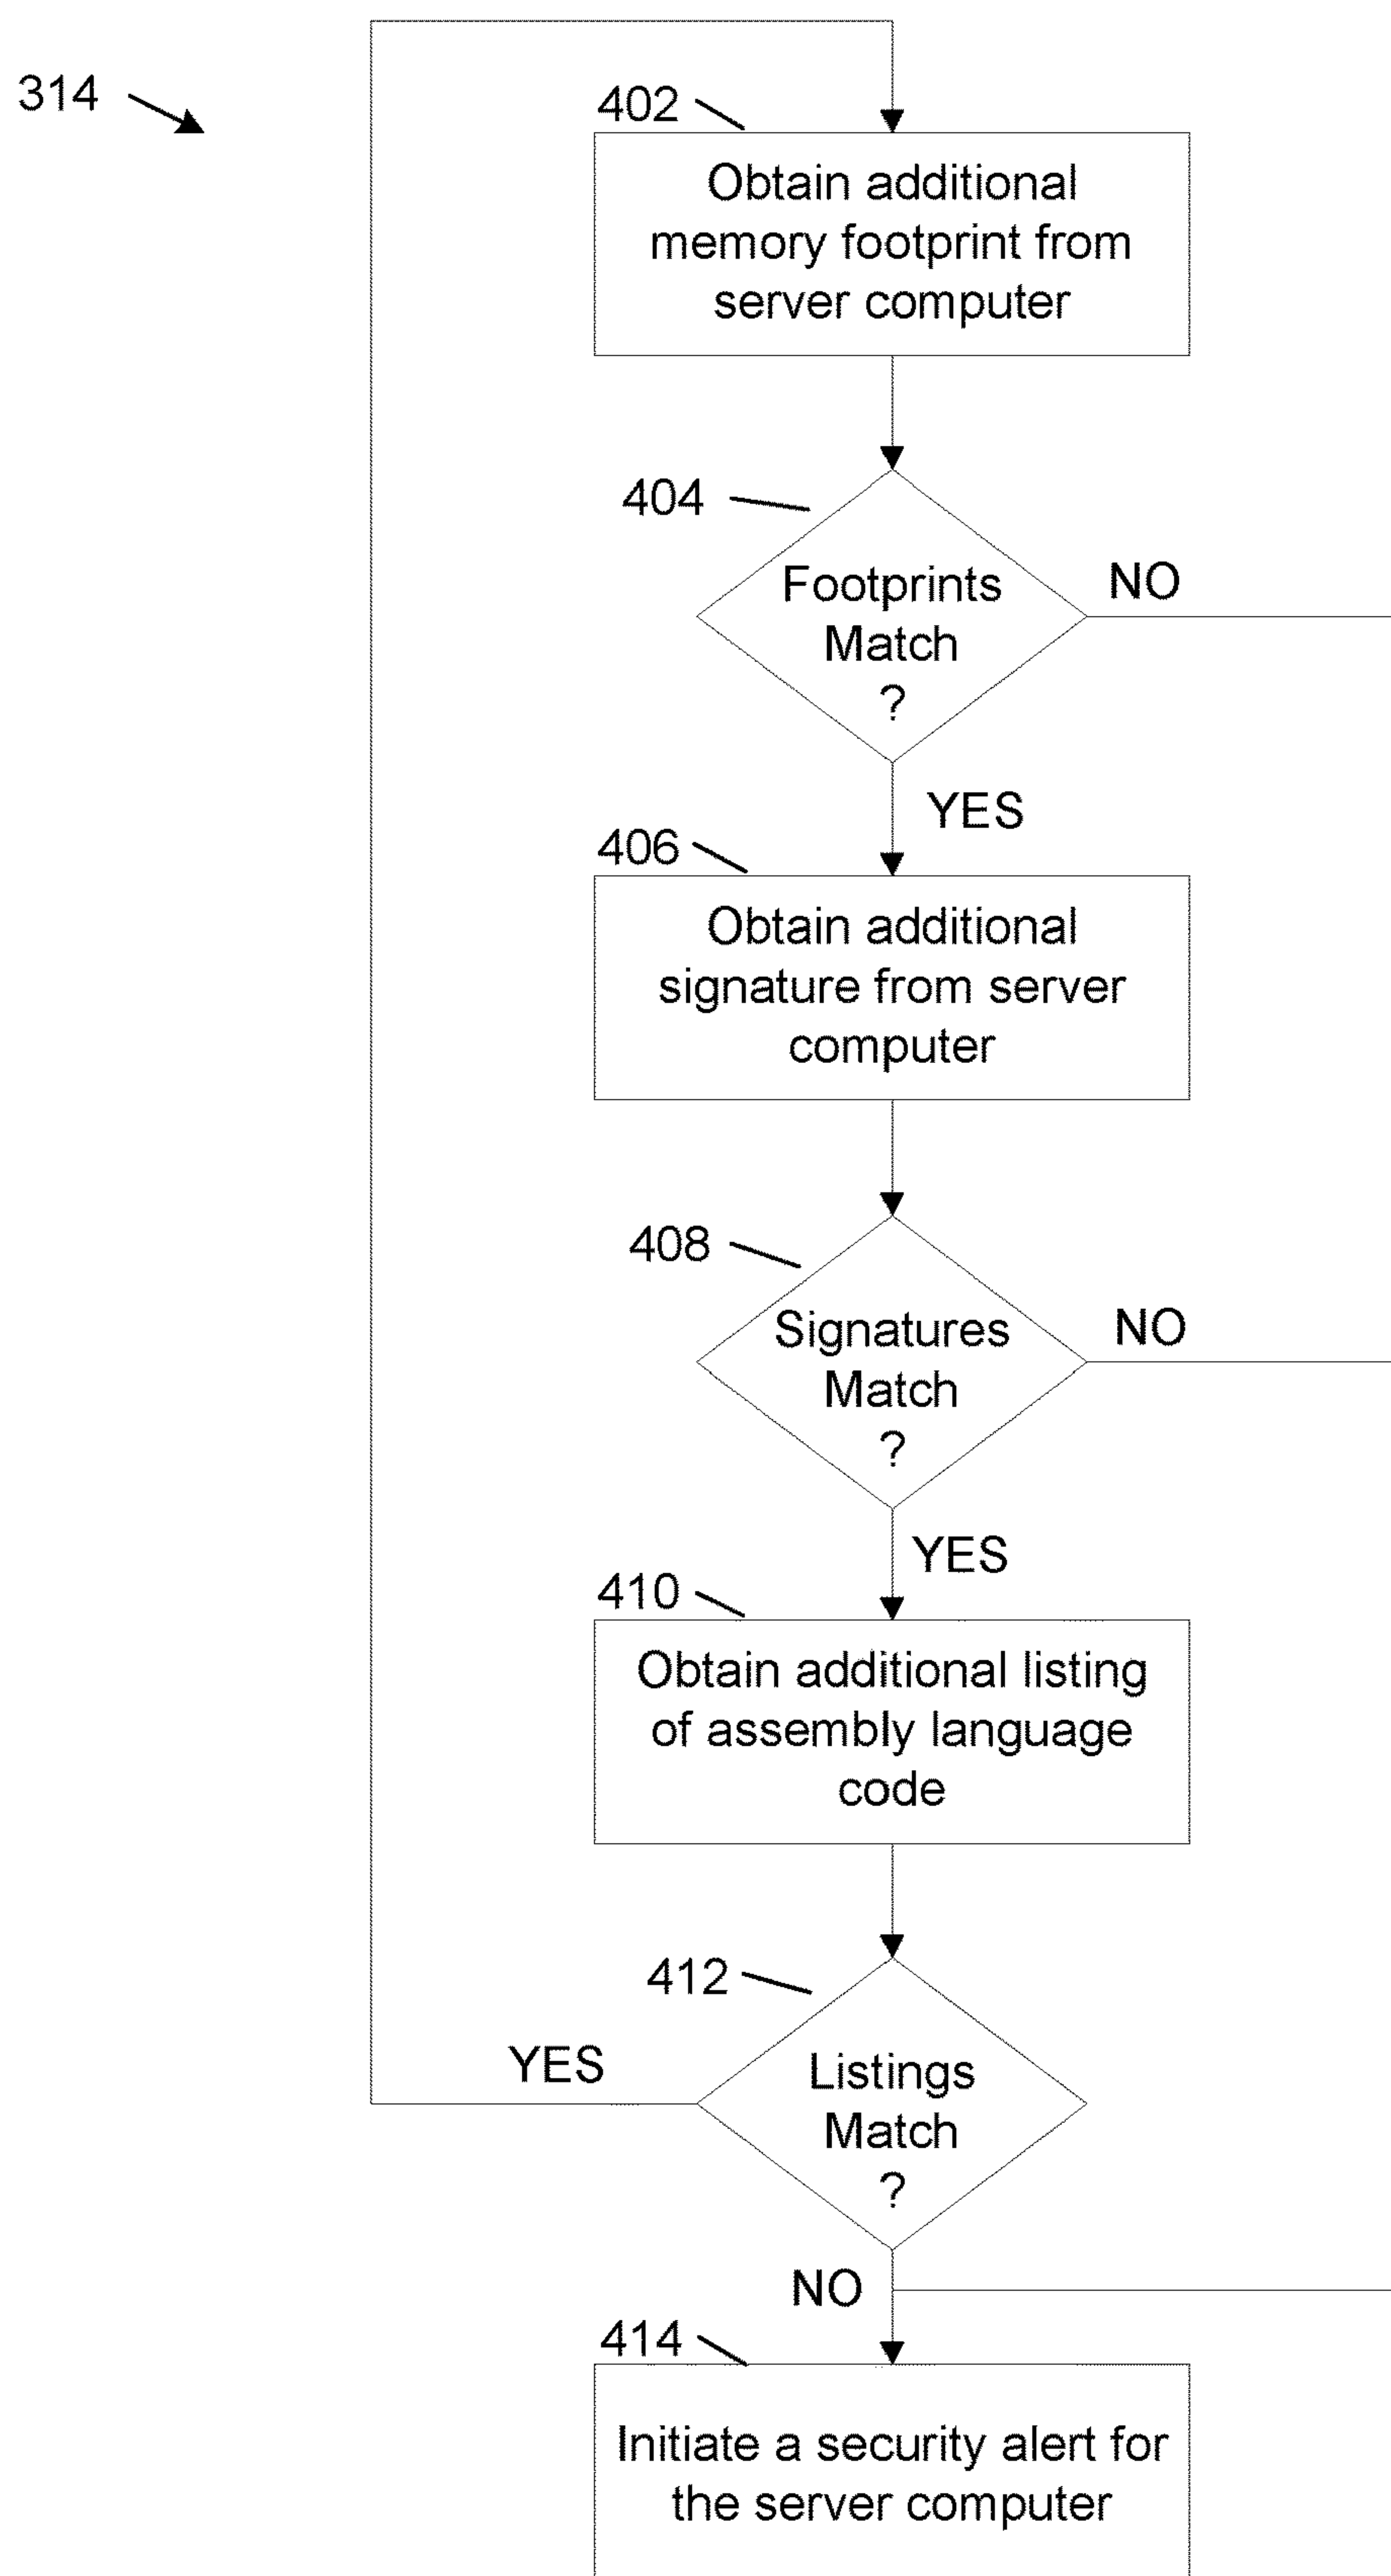 314
402
Obtain additional
memory footprint from
server computer
404
Footprints
Match
?
NO
YES
406
Obtain additional
signature from server
computer
408
Signatures
Match
?
NO
YES
410
Obtain additional listing
of assembly language
code
412
YES
Listings
Match
?
NO
414
Initiate a security alert for
the server computer